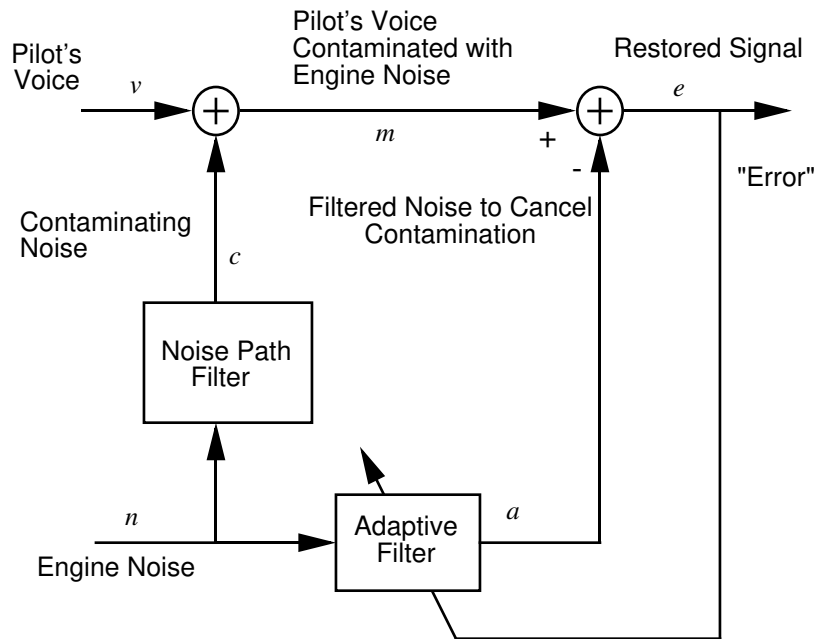 Pilot's
Voice
v
Pilot's Voice
Contaminated with
Engine Noise
m
Restored Signal
e
+
+
+
-
"Error"
Contaminating
Noise
c
Filtered Noise to Cancel
Contamination
Noise Path
Filter
n
Engine Noise
Adaptive
Filter
a